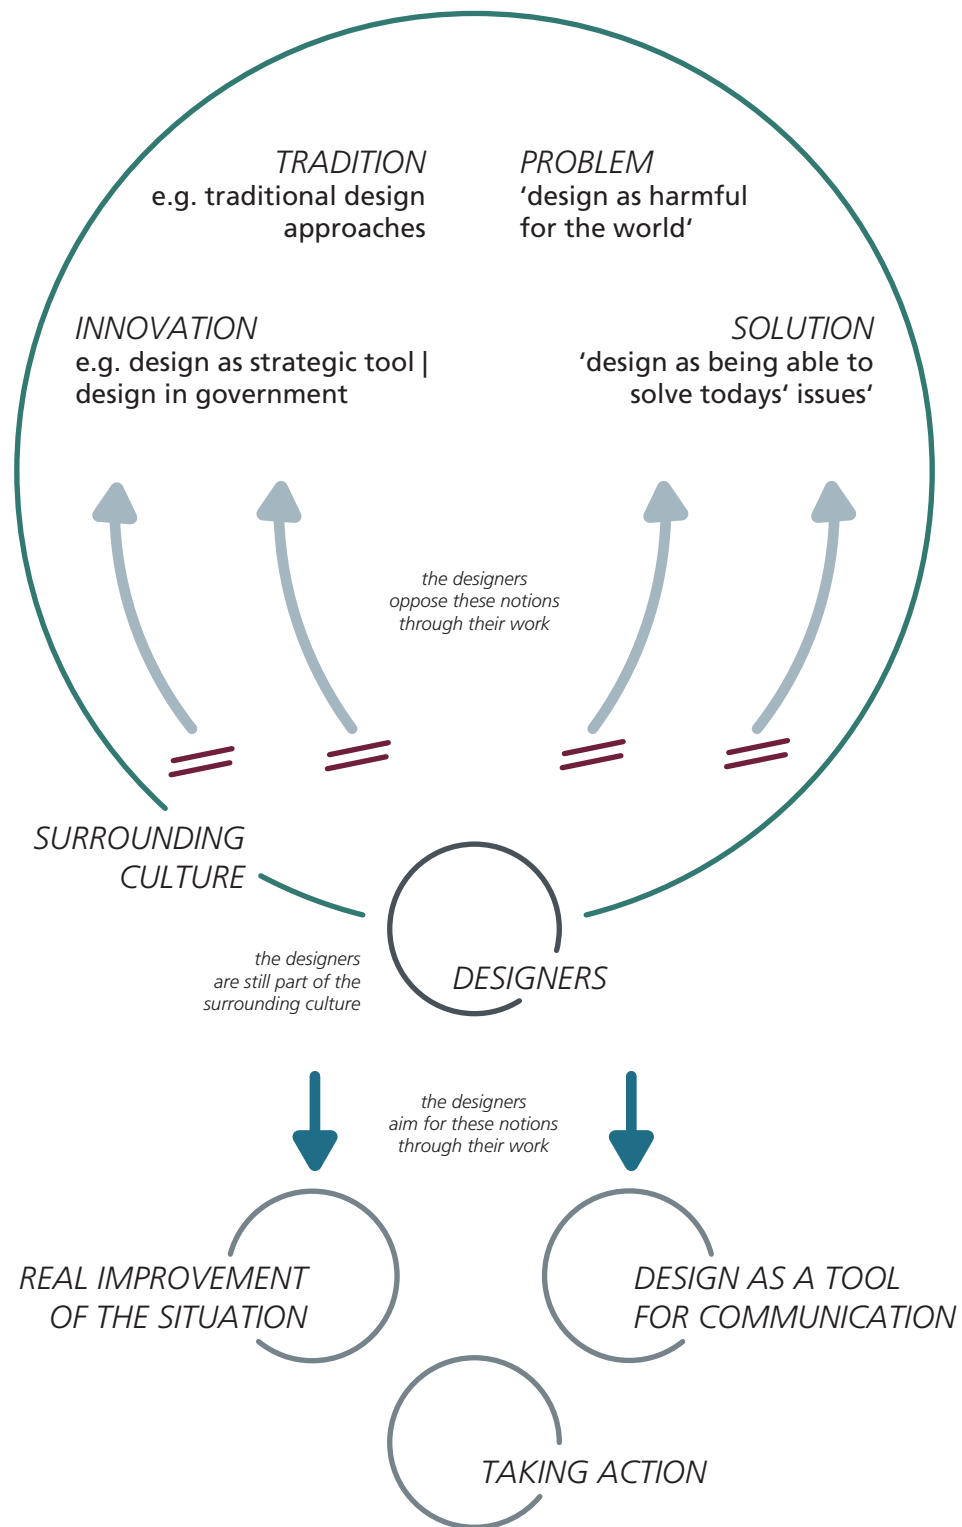 TRADITION
e.g. traditional design
approaches
PROBLEM
‘design as harmful
for the world‘
INNOVATION
e.g. design as strategic tool |
design in government
SOLUTION
‘design as being able to
solve todays‘ issues‘
the designers
oppose these notions
through their work
SURROUNDING
CULTURE
the designers
are still part of the
surrounding culture
DESIGNERS
the designers
aim for these notions
through their work
REAL IMPROVEMENT
OF THE SITUATION
DESIGN AS A TOOL
FOR COMMUNICATION
TAKING ACTION